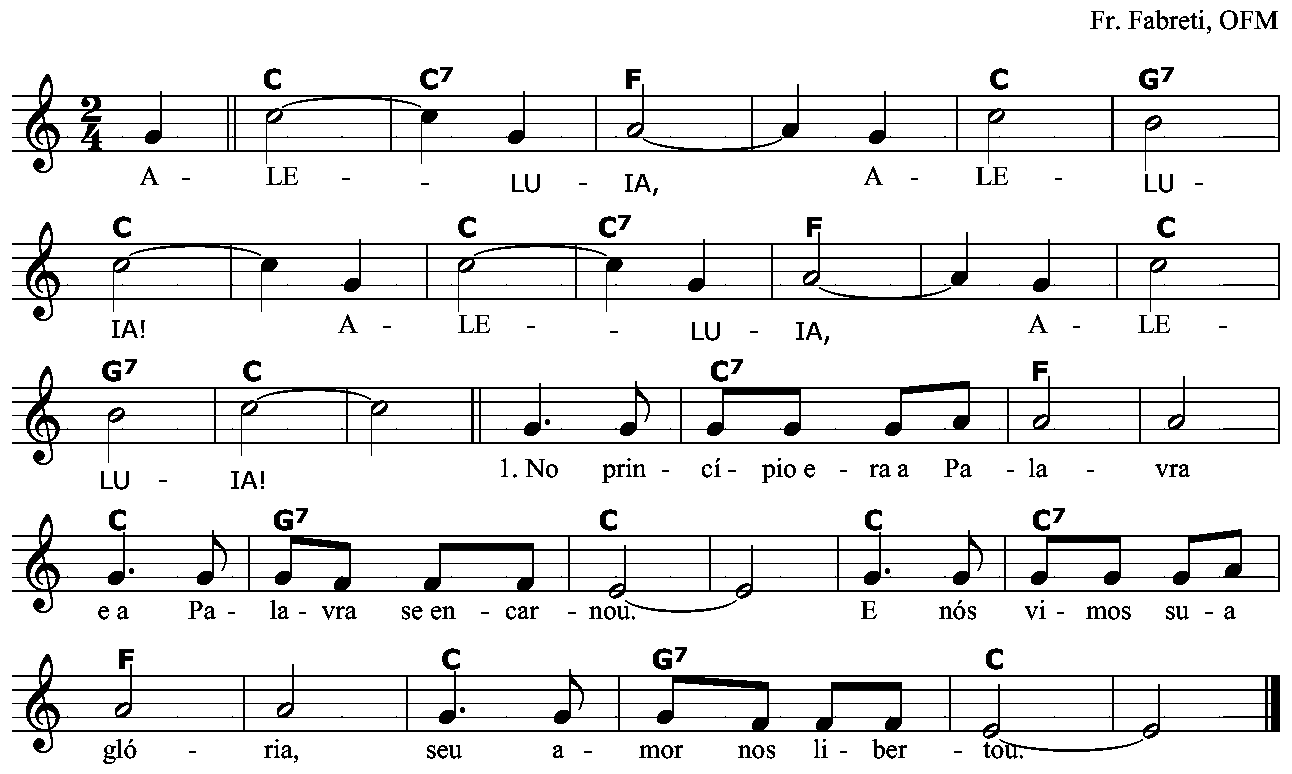 Fr. Fabreti, OFM
2
4
C C7 F C G7
A - LE - - LU - IA, A - LE - LU -
C C C7 F C
IA! A - LE - - LU - IA, A - LE -
G7 C C7 F
LU - IA! 1. No prin - cí - pio e - ra a Pa - la - vra
C G7 C C C7
e a Pa - la - vra se en - car - nou. E nós vi - mos su - a
F C G7 C
gló - ria, seu a - mor nos li - ber - tou.